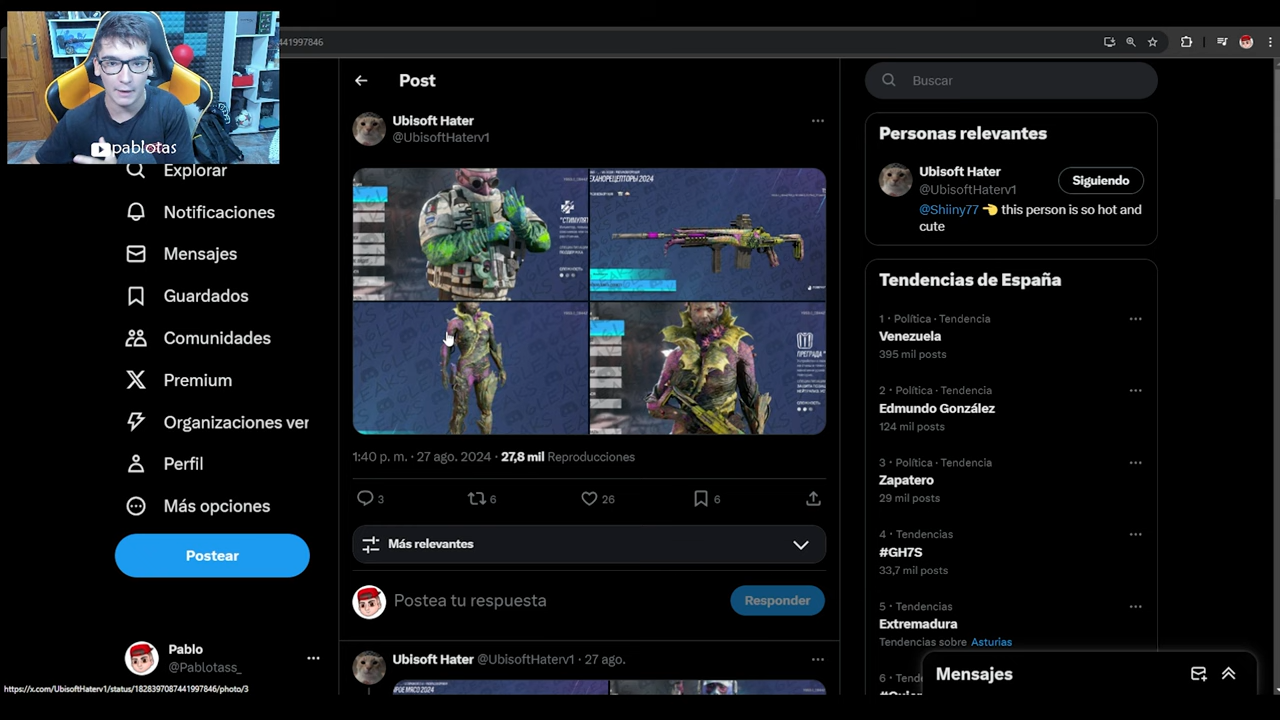 441997846
pablotas
Explorar
Notificaciones
Mensajes
Guardados
Comunidades
Premium
Organizaciones ver
Perfil
Más opciones
Postear
Pablo
@Pablotass_
https://x.com/UbisoftHaterv1/status/1828397087441997846/photo/3
Post
Ubisoft Hater
@UbisoftHaterv1
ЕХАНОРЕЦЕПТОРЫ 2024
1:40 p. m. · 27 ago. 2024 · 27,8 mil Reproducciones
3
6
26
6
Más relevantes
Postea tu respuesta
Responder
Ubisoft Hater @UbisoftHaterv1 · 27 ago.
Buscar
Personas relevantes
Ubisoft Hater
@UbisoftHaterv1
Siguiendo
@Shiiny77 👈 this person is so hot and
cute
Tendencias de España
1 · Política · Tendencia
Venezuela
395 mil posts
2 · Política · Tendencia
Edmundo González
124 mil posts
3 · Política · Tendencia
Zapatero
29 mil posts
4 · Tendencias
#GH7S
33,7 mil posts
5 · Tendencias
Extremadura
Tendencias sobre Asturias
6 · Tende
Mensajes